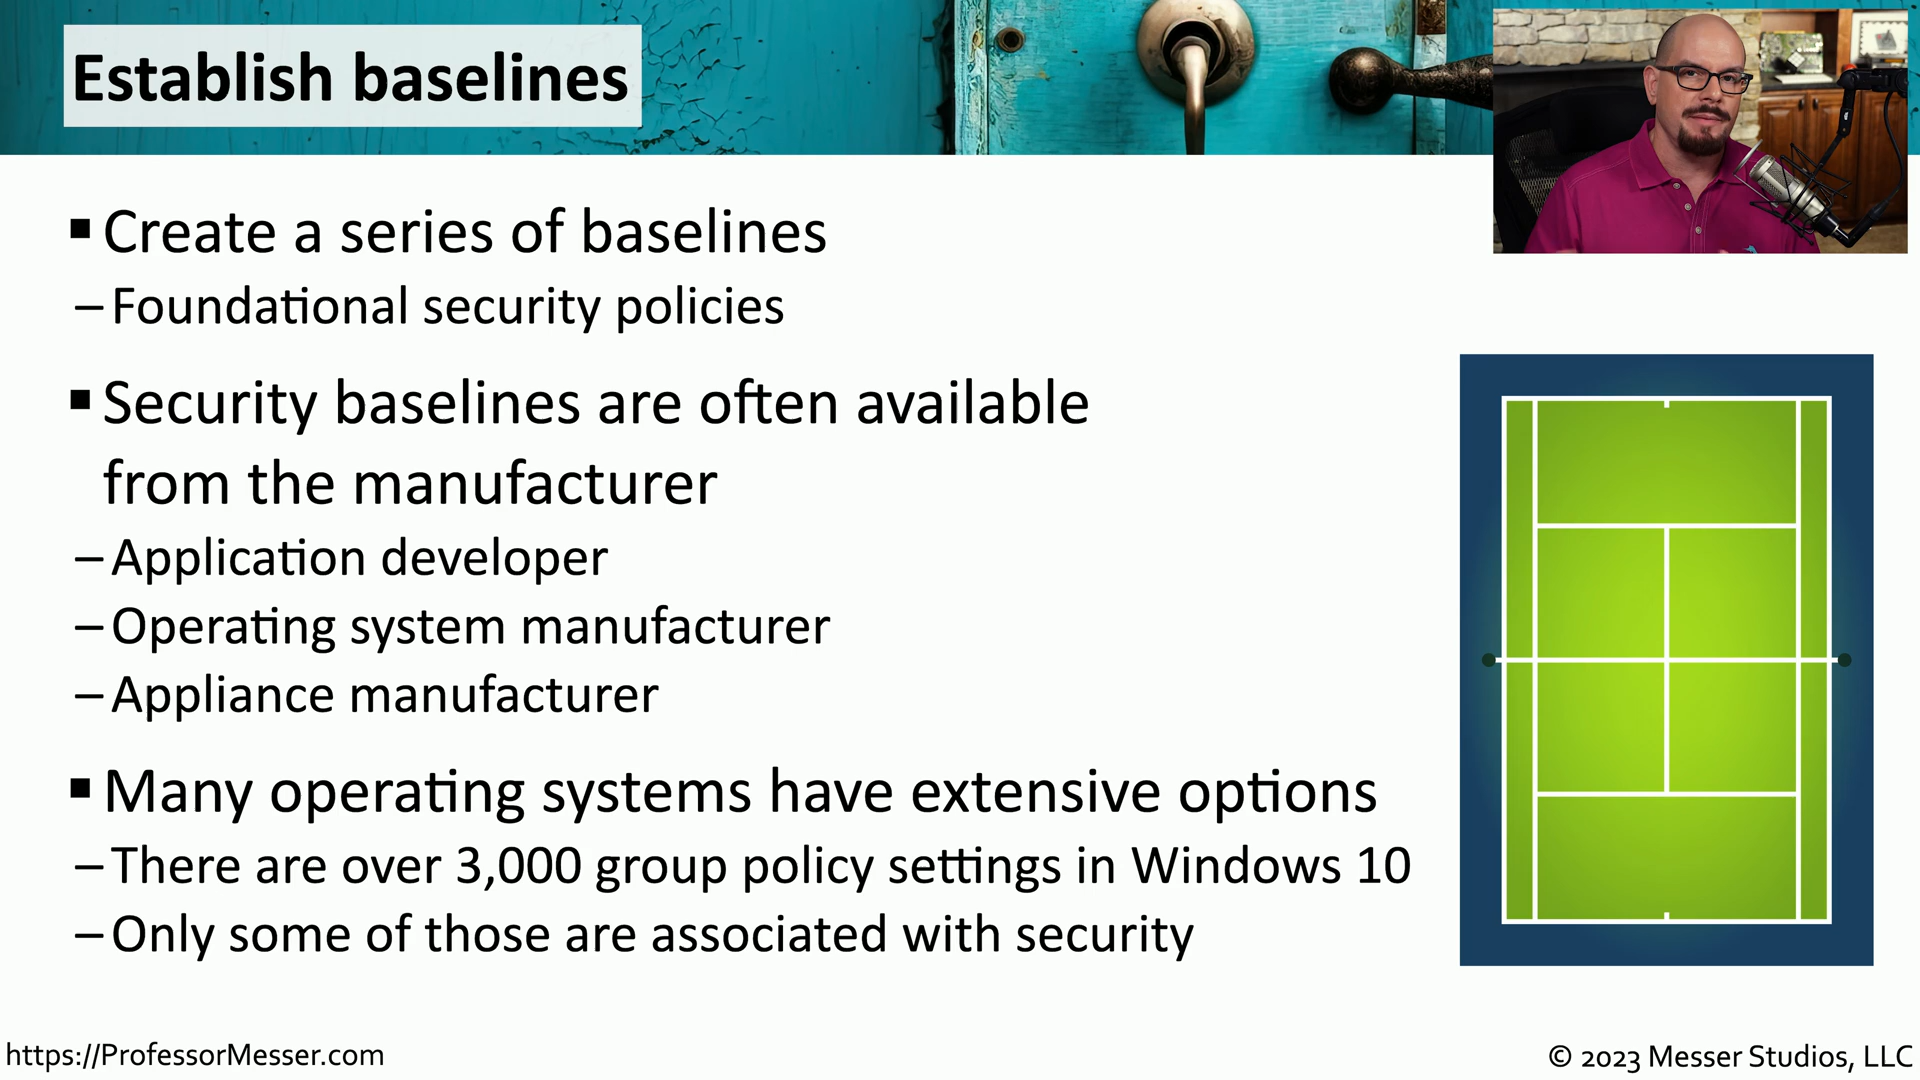 Establish baselines
▪ Create a series of baselines
– Foundational security policies
▪ Security baselines are often available
from the manufacturer
– Application developer
– Operating system manufacturer
– Appliance manufacturer
▪ Many operating systems have extensive options
– There are over 3,000 group policy settings in Windows 10
– Only some of those are associated with security
https://ProfessorMesser.com
© 2023 Messer Studios, LLC